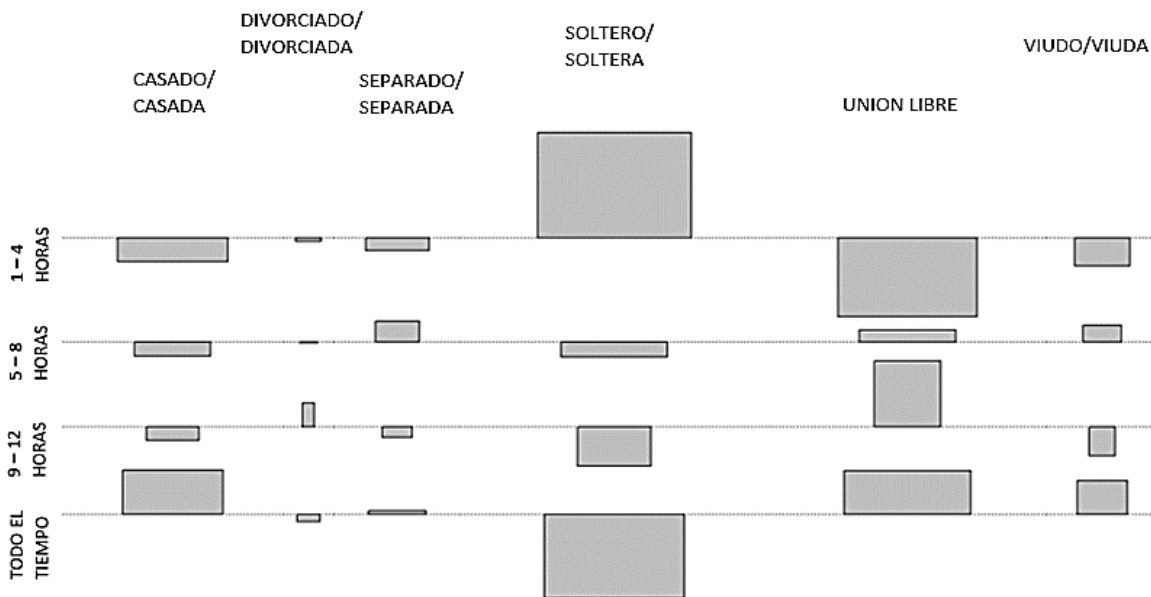 DIVORCIADO/
DIVORCIADA
SOLTERO/
SOLTERA
VIUDO/VIUDA
CASADO/
CASADA
SEPARADO/
SEPARADA
UNION LIBRE
1 – 4
HORAS
5 – 8
HORAS
9 – 12
HORAS
TODO EL
TIEMPO